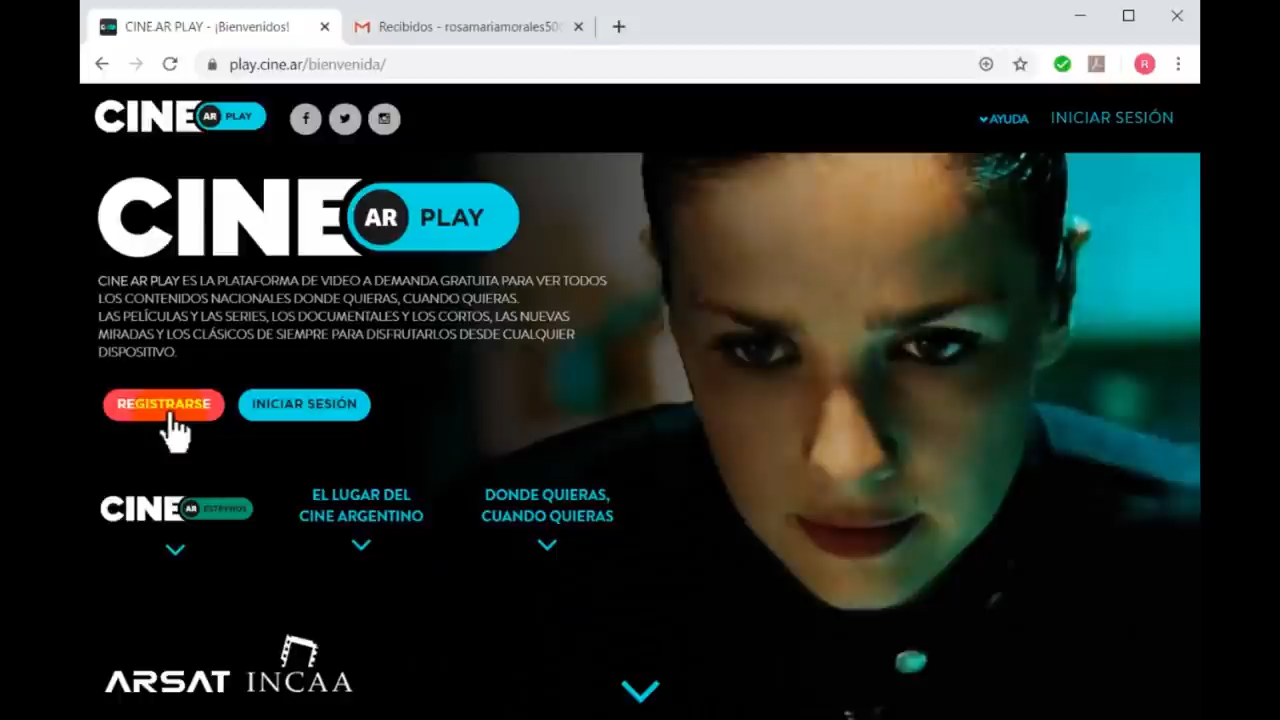 CINE.AR PLAY - ¡Bienvenidos!
Recibidos - rosamariamorales50
play.cine.ar/bienvenida/
R
CINE AR PLAY
AYUDA
INICIAR SESIÓN
CINE AR PLAY
CINE AR PLAY ES LA PLATAFORMA DE VIDEO A DEMANDA GRATUITA PARA VER TODOS
LOS CONTENIDOS NACIONALES DONDE QUIERAS, CUANDO QUIERAS.
LAS PELÍCULAS Y LAS SERIES, LOS DOCUMENTALES Y LOS CORTOS, LAS NUEVAS
MIRADAS Y LOS CLÁSICOS DE SIEMPRE PARA DISFRUTARLOS DESDE CUALQUIER
DISPOSITIVO.
REGISTRARSE
INICIAR SESIÓN
CINE AR ESTRENOS
EL LUGAR DEL
CINE ARGENTINO
DONDE QUIERAS,
CUANDO QUIERAS
ARSAT
INCAA